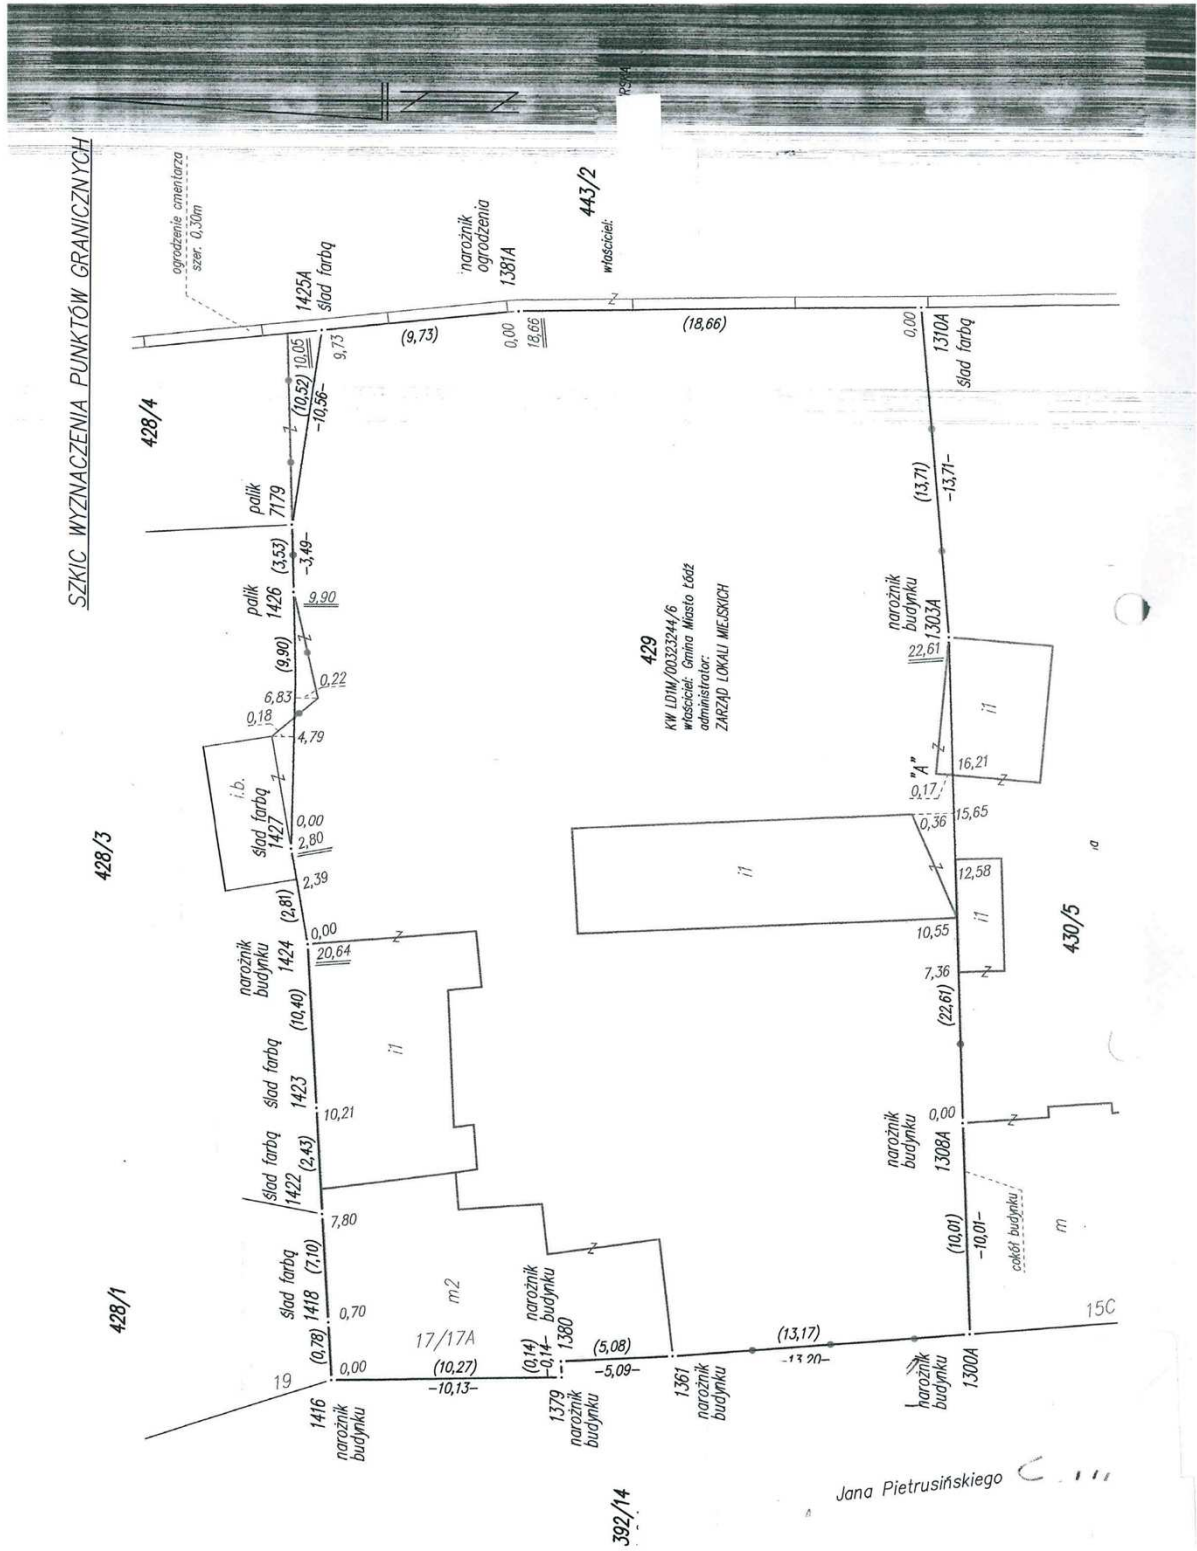 SZKIC WYZNACZENIA PUNKTÓW GRANICZNYCH
428/1
428/3
428/4
ogrodzenie cmentarza
szer. 0,30m
19
1416
narożnik
budynku
0,00
(0,78)
ślad farbą
1418
0,70
(7,10)
ślad farbą
1422
7,80
(2,43)
ślad farbą
1423
10,21
(10,40)
narożnik
budynku
1424
0,00
20,64
(2,81)
2,39
i.b.
ślad farbą
1427
0,00
2,80
0,18
4,79
6,83
0,22
(9,90)
palik
1426
9,90
(3,53)
-3,49-
palik
7179
(10,52)
10,05
-10,56-
1425A
ślad farbą
9,73
(9,73)
narożnik
ogrodzenia
1381A
0,00
18,66
443/2
właściciel:
(18,66)
0,00
1310A
ślad farbą
i1
m2
17/17A
(10,27)
-10,13-
(0,14)
-0,14-
narożnik
budynku
1380
1379
narożnik
budynku
(5,08)
-5,09-
1361
narożnik
budynku
(13,17)
-13,20-
429
KW LD1M/00323244/6
właściciel: Gmina Miasto Łódź
administrator:
ZARZĄD LOKALI MIEJSKICH
i1
narożnik
budynku
1300A
15C
(10,01)
-10,01-
cokół budynku
m
narożnik
budynku
1308A
0,00
(22,61)
7,36
10,55
i1
12,58
0,36
15,65
0,17
"A"
16,21
i1
22,61
narożnik
budynku
1303A
(13,71)
-13,71-
430/5
392/14
Jana Pietrusińskiego